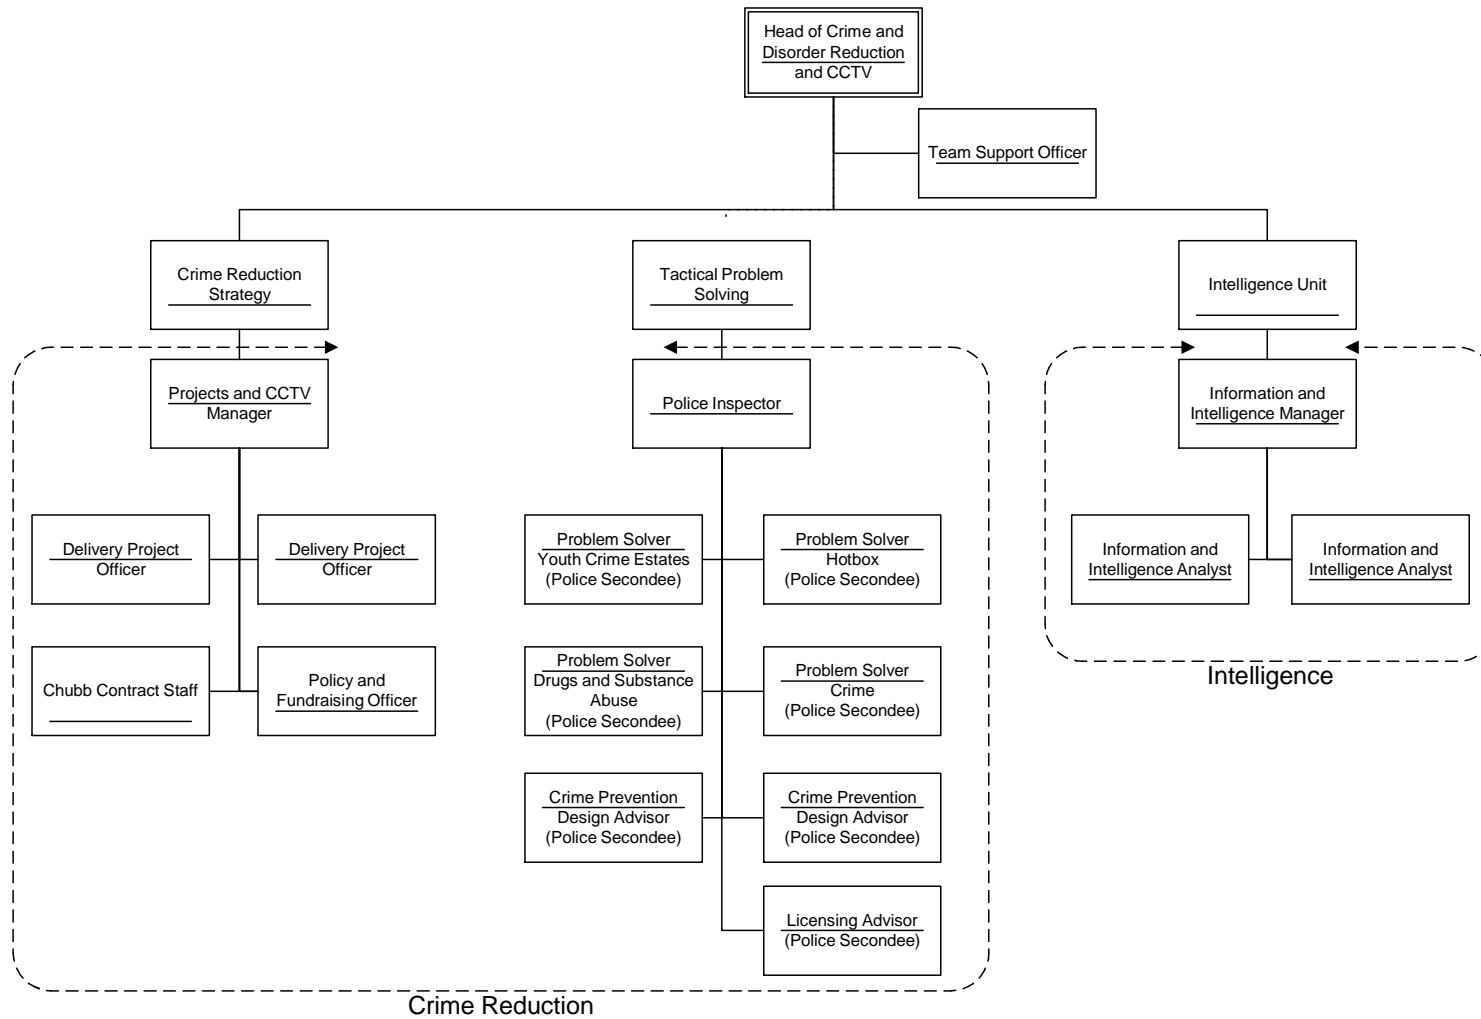 Head of Crime and
Disorder Reduction
and CCTV
Team Support Officer
Crime Reduction
Strategy
Tactical Problem
Solving
Intelligence Unit
Projects and CCTV
Manager
Police Inspector
Information and
Intelligence Manager
Delivery Project
Officer
Delivery Project
Officer
Problem Solver
Youth Crime Estates
(Police Secondee)
Problem Solver
Hotbox
(Police Secondee)
Information and
Intelligence Analyst
Information and
Intelligence Analyst
Chubb Contract Staff
Policy and
Fundraising Officer
Problem Solver
Drugs and Substance
Abuse
(Police Secondee)
Problem Solver
Crime
(Police Secondee)
Intelligence
Crime Prevention
Design Advisor
(Police Secondee)
Crime Prevention
Design Advisor
(Police Secondee)
Licensing Advisor
(Police Secondee)
Crime Reduction